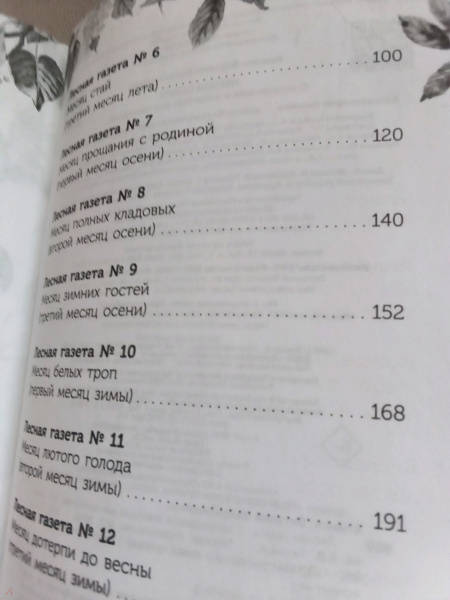 Лесная газета № 6
Месяц стай
(третий месяц лета) 100
Лесная газета № 7
Месяц прощания с родиной
(первый месяц осени) 120
Лесная газета № 8
Месяц полных кладовых
(второй месяц осени) 140
Лесная газета № 9
Месяц зимних гостей
(третий месяц осени) 152
Лесная газета № 10
Месяц белых троп
(первый месяц зимы) 168
Лесная газета № 11
Месяц лютого голода
(второй месяц зимы) 191
Лесная газета № 12
Месяц дотерпи до весны
(третий месяц зимы)